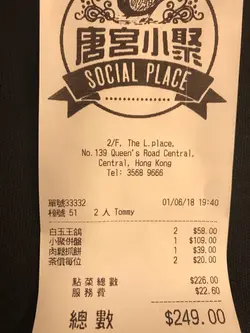 唐宮小聚
SOCIAL PLACE
2/F, The L.place,
No.139 Queen's Road Central,
Central, Hong Kong
Tel: 3568 9666
單號33332 01/06/18 19:40
檯號 51 2 人 Tommy
白玉王鴿 2 $58.00
小聚併盤 1 $109.00
肉鬆抓餅 1 $39.00
茶價每位 2 $20.00
點菜總數 $226.00
服務費 $22.60
總數 $249.00